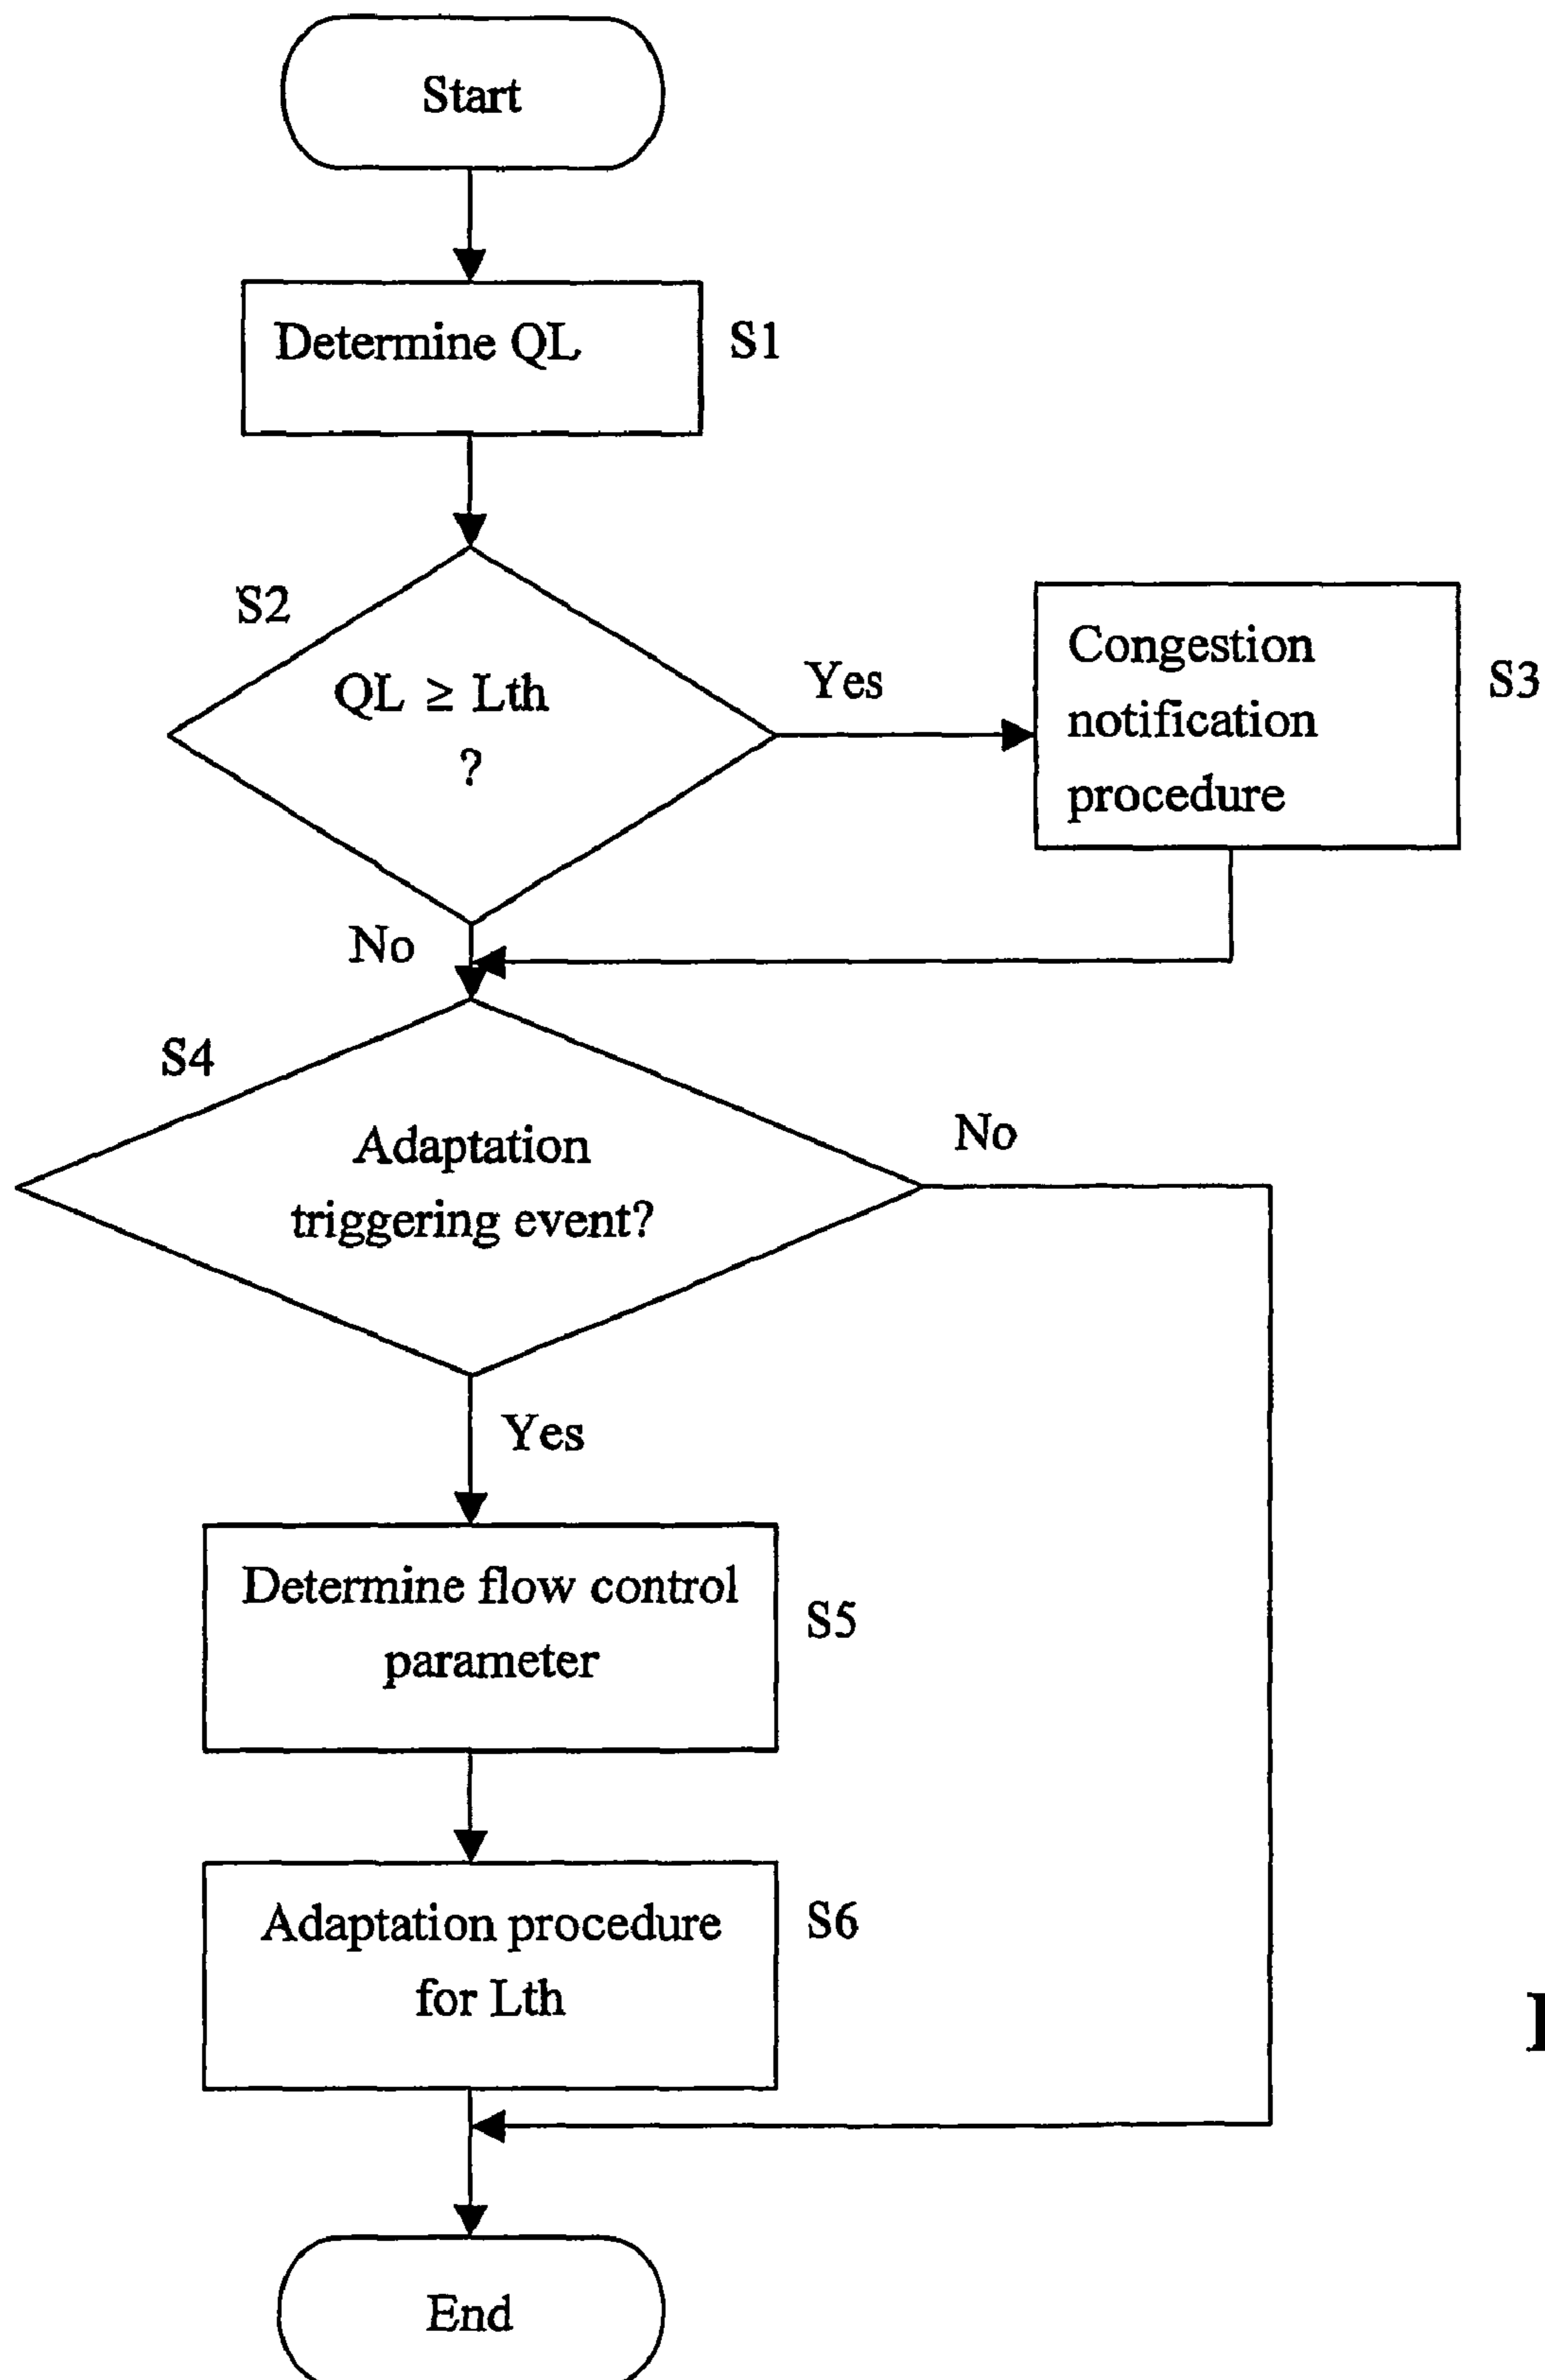 Start
Determine QL
S1
S2
QL ≥ Lth
?
Yes
Congestion
notification
procedure
S3
No
S4
Adaptation
triggering event?
No
Yes
Determine flow control
parameter
S5
Adaptation procedure
for Lth
S6
End